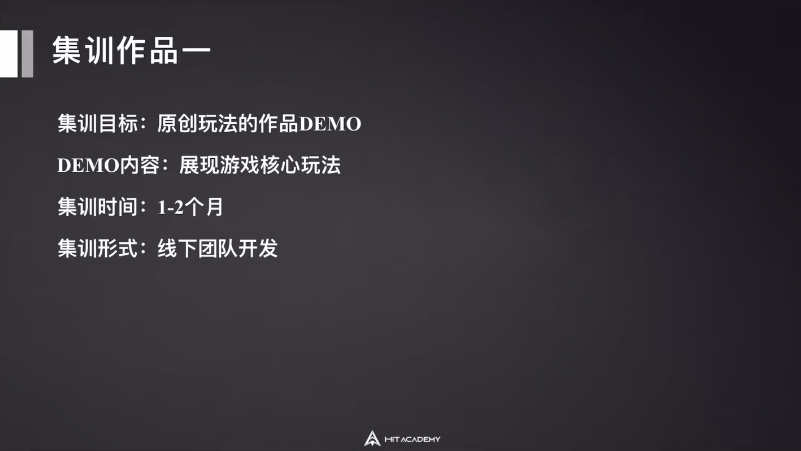 集训作品一
集训目标：原创玩法的作品DEMO
DEMO内容：展现游戏核心玩法
集训时间：1-2个月
集训形式：线下团队开发
HIT ACADEMY